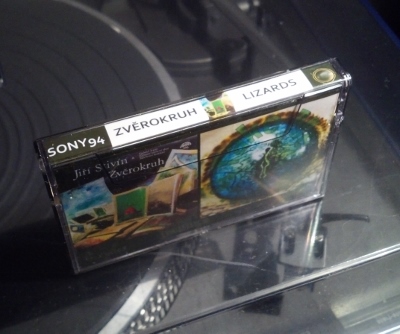 SONY94 ZVĚROKRUH LIZARDS
Jiří Stivín
Zvěrokruh